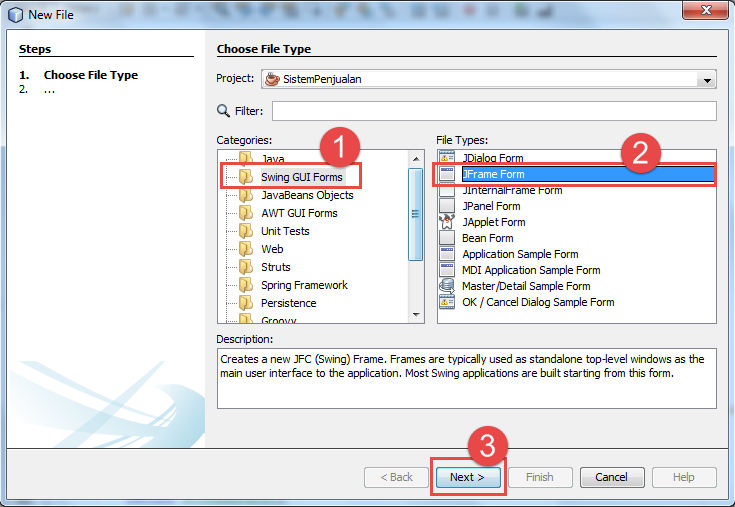 New File
Steps
1. Choose File Type
2. ...
Choose File Type
Project: SistemPenjualan
Filter:
Categories:
1
Java
Swing GUI Forms
JavaBeans Objects
AWT GUI Forms
Unit Tests
Web
Struts
Spring Framework
Persistence
Groovy
File Types:
2
JDialog Form
JFrame Form
JInternalFrame Form
JPanel Form
JApplet Form
Bean Form
Application Sample Form
MDI Application Sample Form
Master/Detail Sample Form
OK / Cancel Dialog Sample Form
Description:
Creates a new JFC (Swing) Frame. Frames are typically used as standalone top-level windows as the
main user interface to the application. Most Swing applications are built starting from this form.
3
< Back
Next >
Finish
Cancel
Help